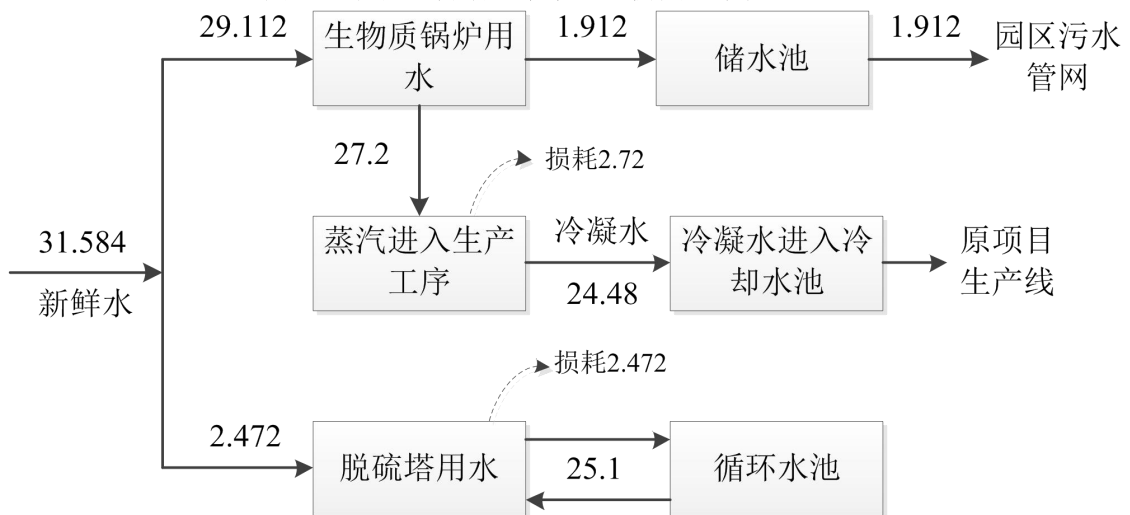 29.112
生物质锅炉用
水
1.912
储水池
1.912
园区污水
管网
27.2
损耗2.72
31.584
新鲜水
蒸汽进入生产
工序
冷凝水
24.48
冷凝水进入冷
却水池
原项目
生产线
损耗2.472
2.472
脱硫塔用水
25.1
循环水池